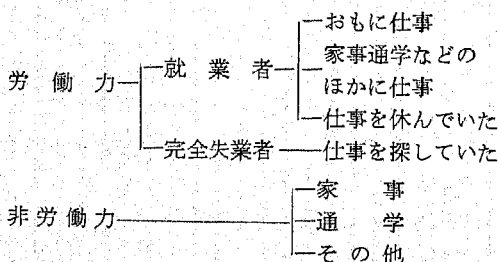 おもに仕事
労働力 就業者 家事通学などの
ほかに仕事
仕事を休んでいた
完全失業者 仕事を探していた
家事
非労働力 通学
その他